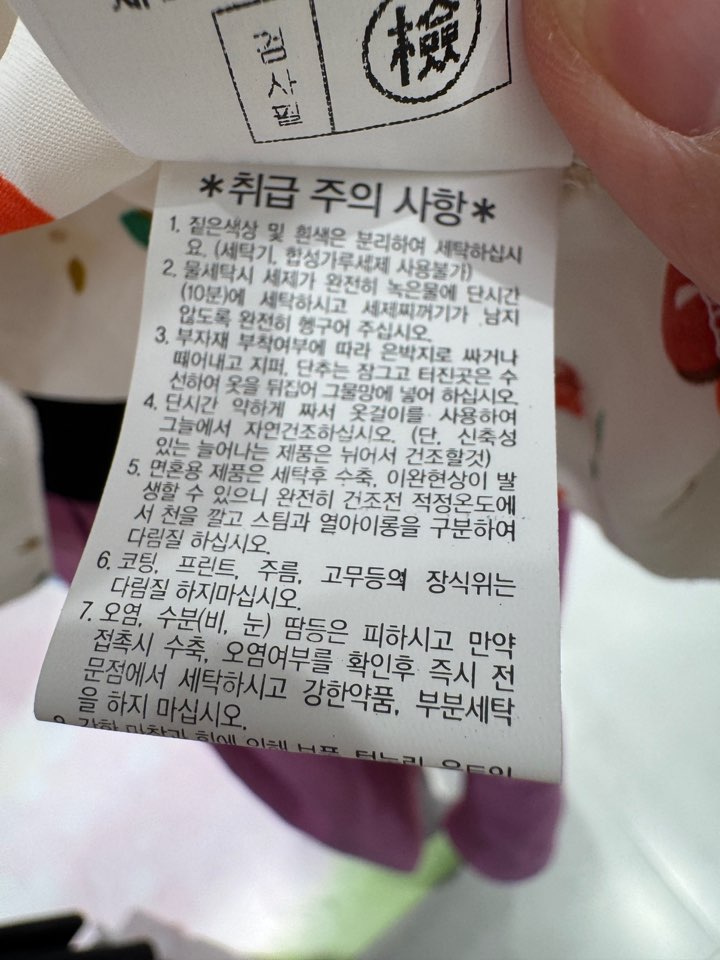 검사필
檢
*취급 주의 사항*
1. 짙은색상 및 흰색은 분리하여 세탁하십시
요. (세탁기, 합성가루세제 사용불가)
2. 물세탁시 세제가 완전히 녹은물에 단시간
(10분)에 세탁하시고 세제찌꺼기가 남지
않도록 완전히 헹구어 주십시오.
3. 부자재 부착여부에 따라 은박지로 싸거나
떼어내고 지퍼, 단추는 잠그고 터진곳은 수
선하여 옷을 뒤집어 그물망에 넣어 하십시오.
4. 단시간 약하게 짜서 옷걸이를 사용하여
그늘에서 자연건조하십시오. (단, 신축성
있는 늘어나는 제품은 뉘어서 건조할것)
5. 면혼용 제품은 세탁후 수축, 이완현상이 발
생할 수 있으니 완전히 건조전 적정온도에
서 천을 깔고 스팀과 열아이롱을 구분하여
다림질 하십시오.
6. 코팅, 프린트, 주름, 고무등의 장식위는
다림질 하지마십시오.
7. 오염, 수분(비, 눈) 땀등은 피하시고 만약
접촉시 수축, 오염여부를 확인후 즉시 전
문점에서 세탁하시고 강한약품, 부분세탁
을 하지 마십시오.